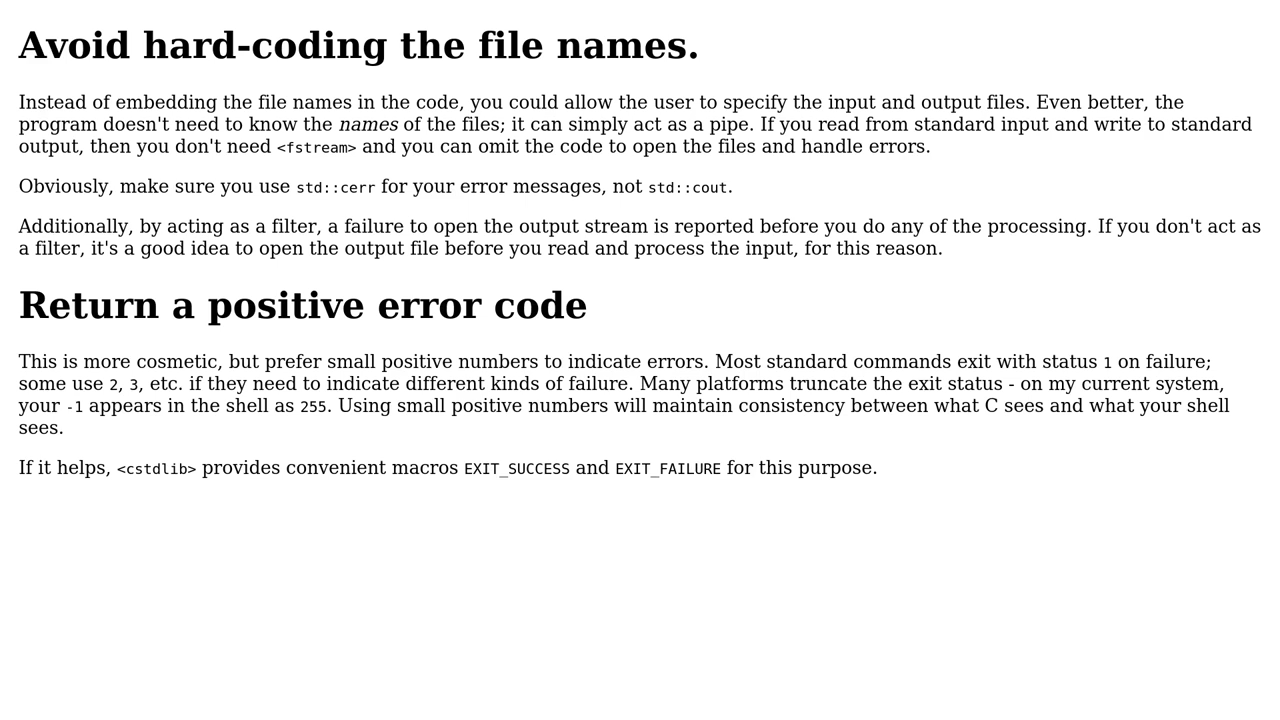 Avoid hard-coding the file names.
Instead of embedding the file names in the code, you could allow the user to specify the input and output files. Even better, the
program doesn't need to know the names of the files; it can simply act as a pipe. If you read from standard input and write to standard
output, then you don't need <fstream> and you can omit the code to open the files and handle errors.
Obviously, make sure you use std::cerr for your error messages, not std::cout.
Additionally, by acting as a filter, a failure to open the output stream is reported before you do any of the processing. If you don't act as
a filter, it's a good idea to open the output file before you read and process the input, for this reason.
Return a positive error code
This is more cosmetic, but prefer small positive numbers to indicate errors. Most standard commands exit with status 1 on failure;
some use 2, 3, etc. if they need to indicate different kinds of failure. Many platforms truncate the exit status - on my current system,
your -1 appears in the shell as 255. Using small positive numbers will maintain consistency between what C sees and what your shell
sees.
If it helps, <cstdlib> provides convenient macros EXIT_SUCCESS and EXIT_FAILURE for this purpose.